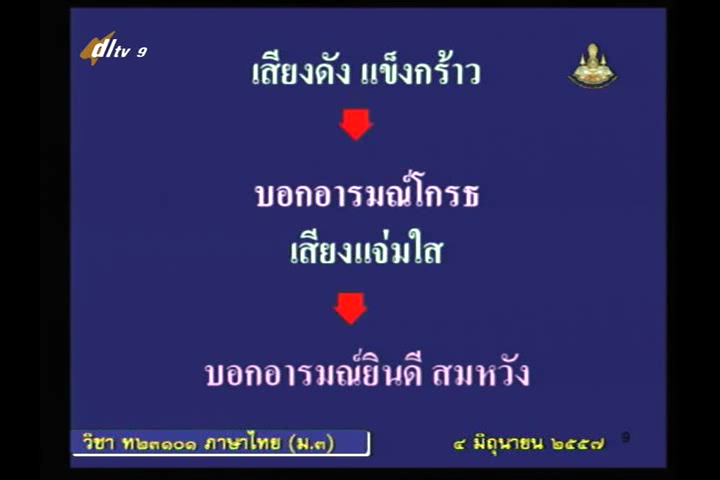 dltv 9
เสียงดัง แข็งกร้าว
บอกอารมณ์โกรธ
เสียงแจ่มใส
บอกอารมณ์ยินดี สมหวัง
วิชา ท๒๓๑๐๑ ภาษาไทย (ม.๓)
๔ มิถุนายน ๒๕๕๗
9